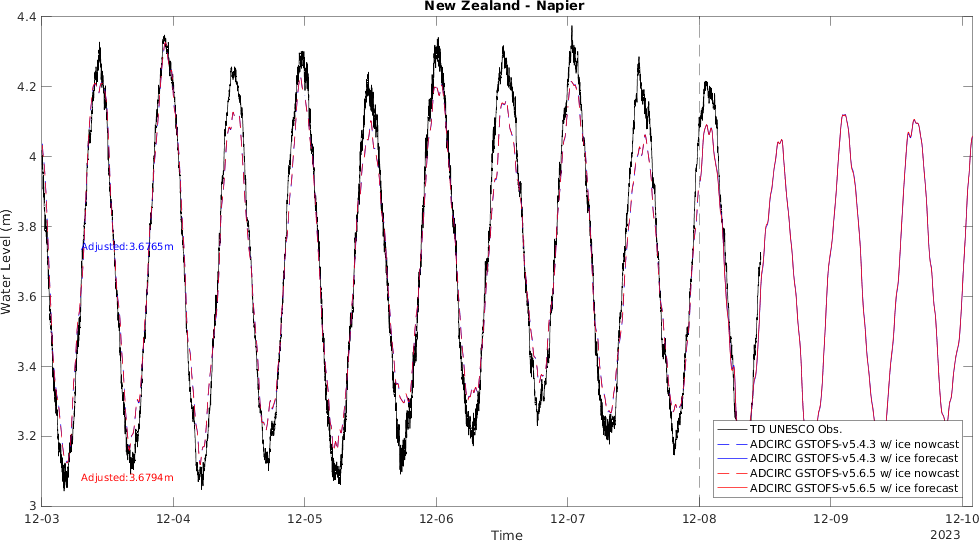 New Zealand - Napier
4.4
4.2
4
3.8
3.6
3.4
3.2
3
Water Level (m)
Adjusted:3.6765m
Adjusted:3.6794m
TD UNESCO Obs.
ADCIRC GSTOFS-v5.4.3 w/ ice nowcast
ADCIRC GSTOFS-v5.4.3 w/ ice forecast
ADCIRC GSTOFS-v5.6.5 w/ ice nowcast
ADCIRC GSTOFS-v5.6.5 w/ ice forecast
12-03 12-04 12-05 12-06 12-07 12-08 12-09 12-10
Time
2023